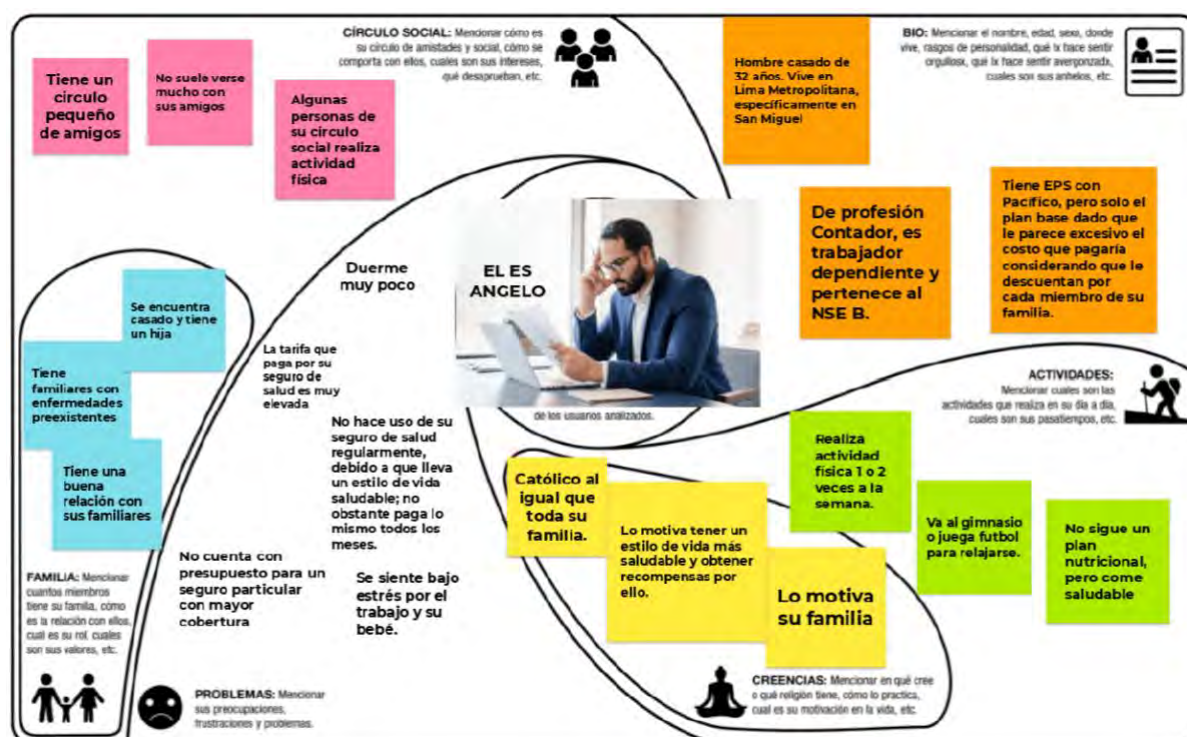 CÍRCULO SOCIAL: Mencionar cómo es
su círculo de amistades y social, cómo se
comporta con ellos, cuales son sus intereses,
qué desaprueban, etc.
Tiene un
circulo
pequeño
de amigos
No suele verse
mucho con
sus amigos
Algunas
personas de
su circulo
social realiza
actividad
física
BIO: Mencionar el nombre, edad, sexo, donde
vive, rasgos de personalidad, qué lx hace sentir
orgullosx, qué lx hace sentir avergonzadx,
cuales son sus anhelos, etc.
Hombre casado de
32 años. Vive en
Lima Metropolitana,
específicamente en
San Miguel
De profesión
Contador, es
trabajador
dependiente y
pertenece al
NSE B.
Tiene EPS con
Pacífico, pero solo el
plan base dado que
le parece excesivo el
costo que pagaría
considerando que le
descuentan por
cada miembro de su
familia.
EL ES
ANGELO
de los usuarios analizados.
Se encuentra
casado y tiene
un hija
Tiene
familiares con
enfermedades
preexistentes
Tiene una
buena
relación con
sus familiares
FAMILIA: Mencionar
cuantos miembros
tiene su familia, cómo
es la relación con ellos,
cual es su rol, cuales
son sus valores, etc.
Duerme
muy poco
La tarifa que
paga por su
seguro de
salud es muy
elevada
No hace uso de su
seguro de salud
regularmente,
debido a que lleva
un estilo de vida
saludable; no
obstante paga lo
mismo todos los
meses.
No cuenta con
presupuesto para un
seguro particular
con mayor
cobertura
Se siente bajo
estrés por el
trabajo y su
bebé.
PROBLEMAS: Mencionar
sus preocupaciones,
frustraciones y problemas.
ACTIVIDADES:
Mencionar cuales son las
actividades que realiza en su día a día,
cuales son sus pasatiempos, etc.
Realiza
actividad
física 1 o 2
veces a la
semana.
Va al gimnasio
o juega futbol
para relajarse.
No sigue un
plan
nutricional,
pero come
saludable
Católico al
igual que
toda su
familia.
Lo motiva tener un
estilo de vida más
saludable y obtener
recompensas por
ello.
Lo motiva
su familia
CREENCIAS: Mencionar en qué cree
o qué religión tiene, cómo lo practica,
cual es su motivación en la vida, etc.